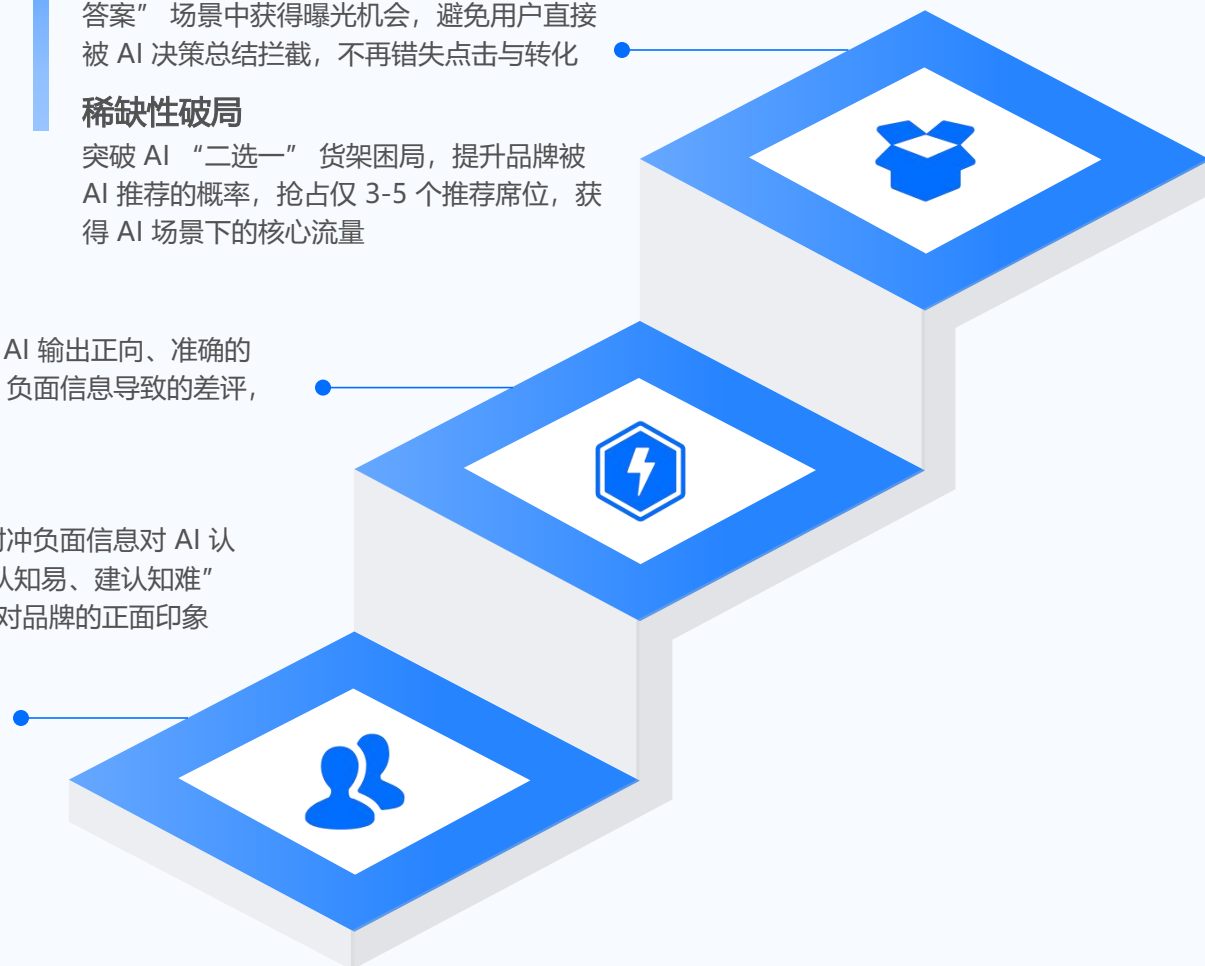 答案” 场景中获得曝光机会，避免用户直接
被 AI 决策总结拦截，不再错失点击与转化
稀缺性破局
突破 AI “二选一” 货架困局，提升品牌被
AI 推荐的概率，抢占仅 3-5 个推荐席位，获
得 AI 场景下的核心流量
AI 输出正向、准确的
负面信息导致的差评，
冲负面信息对 AI 认
认知易、建认知难”
对品牌的正面印象